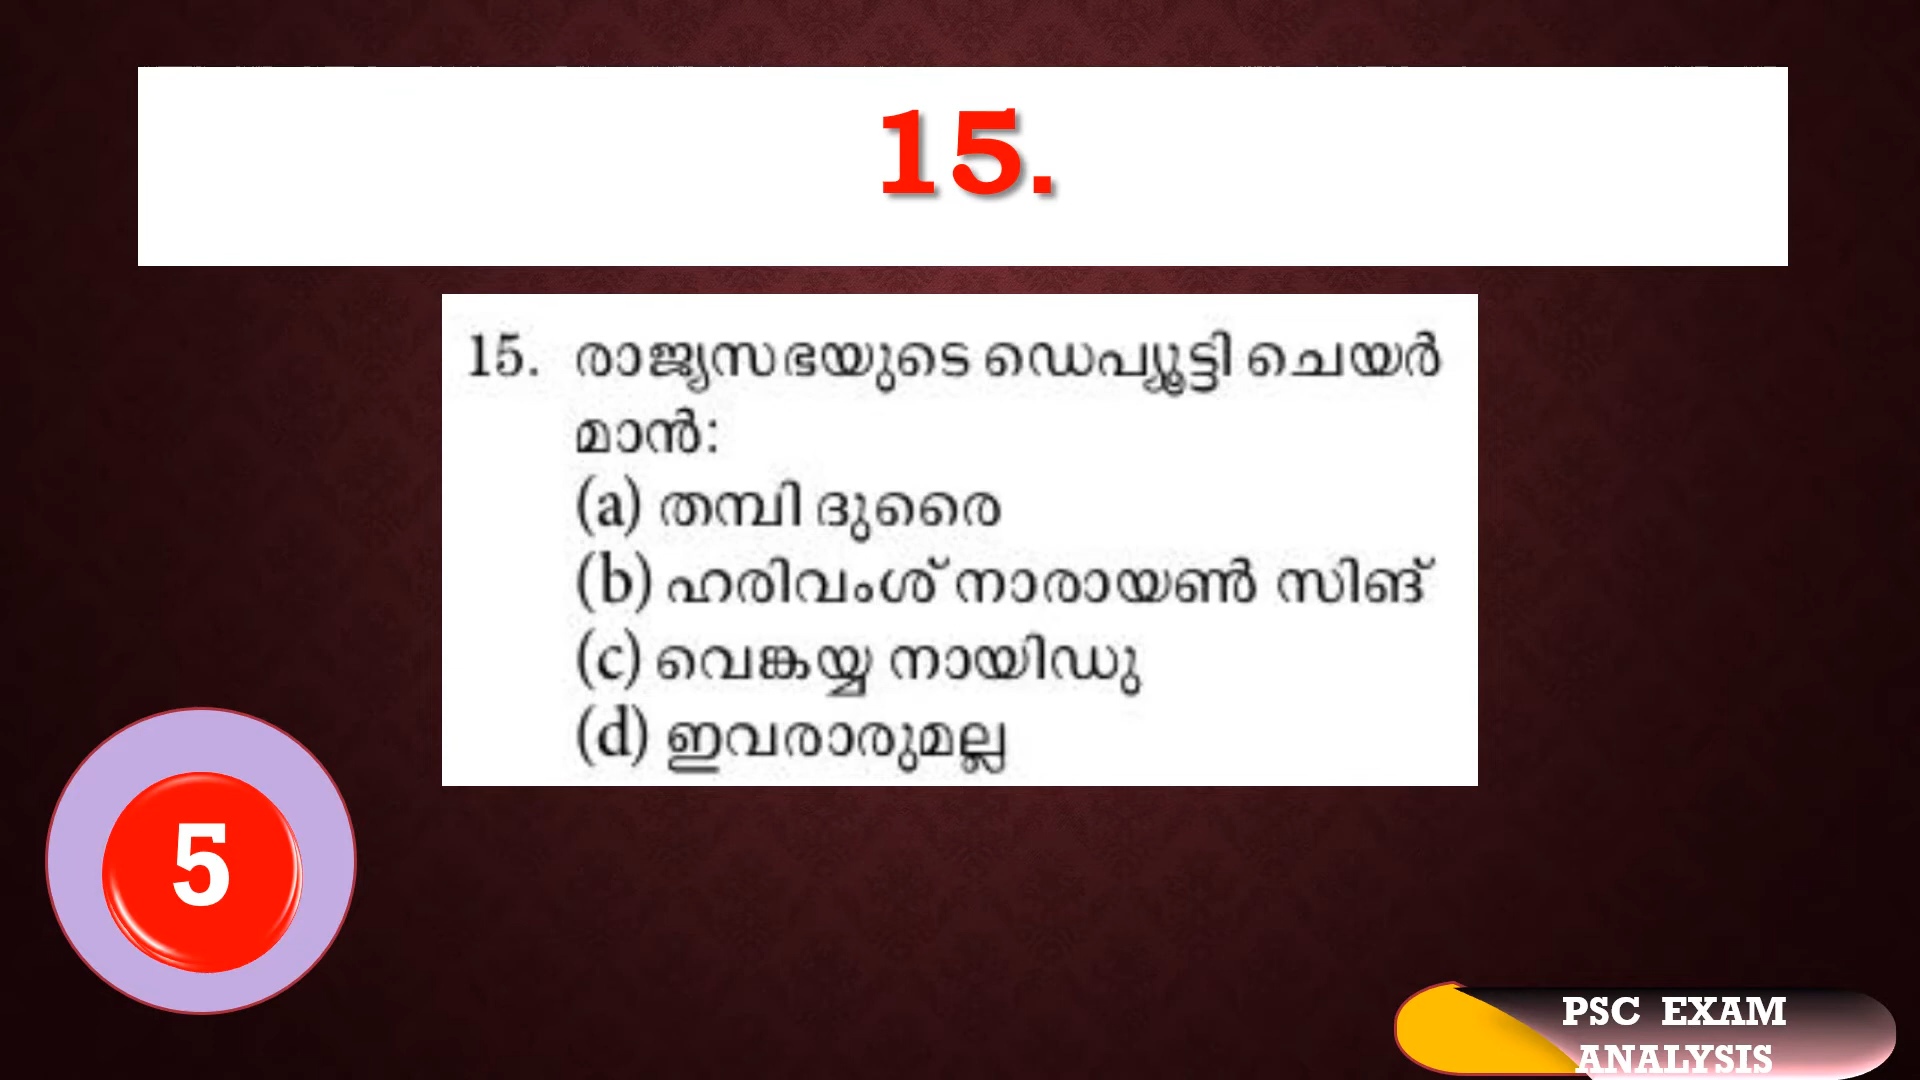 15.
15. രാജ്യസഭയുടെ ഡെപ്യൂട്ടി ചെയർ
മാൻ:
(a) തമ്പി ദുരൈ
(b) ഹരിവംശ് നാരായൺ സിങ്
(c) വെങ്കയ്യ നായിഡു
(d) ഇവരാരുമല്ല
5
PSC EXAM
ANALYSIS